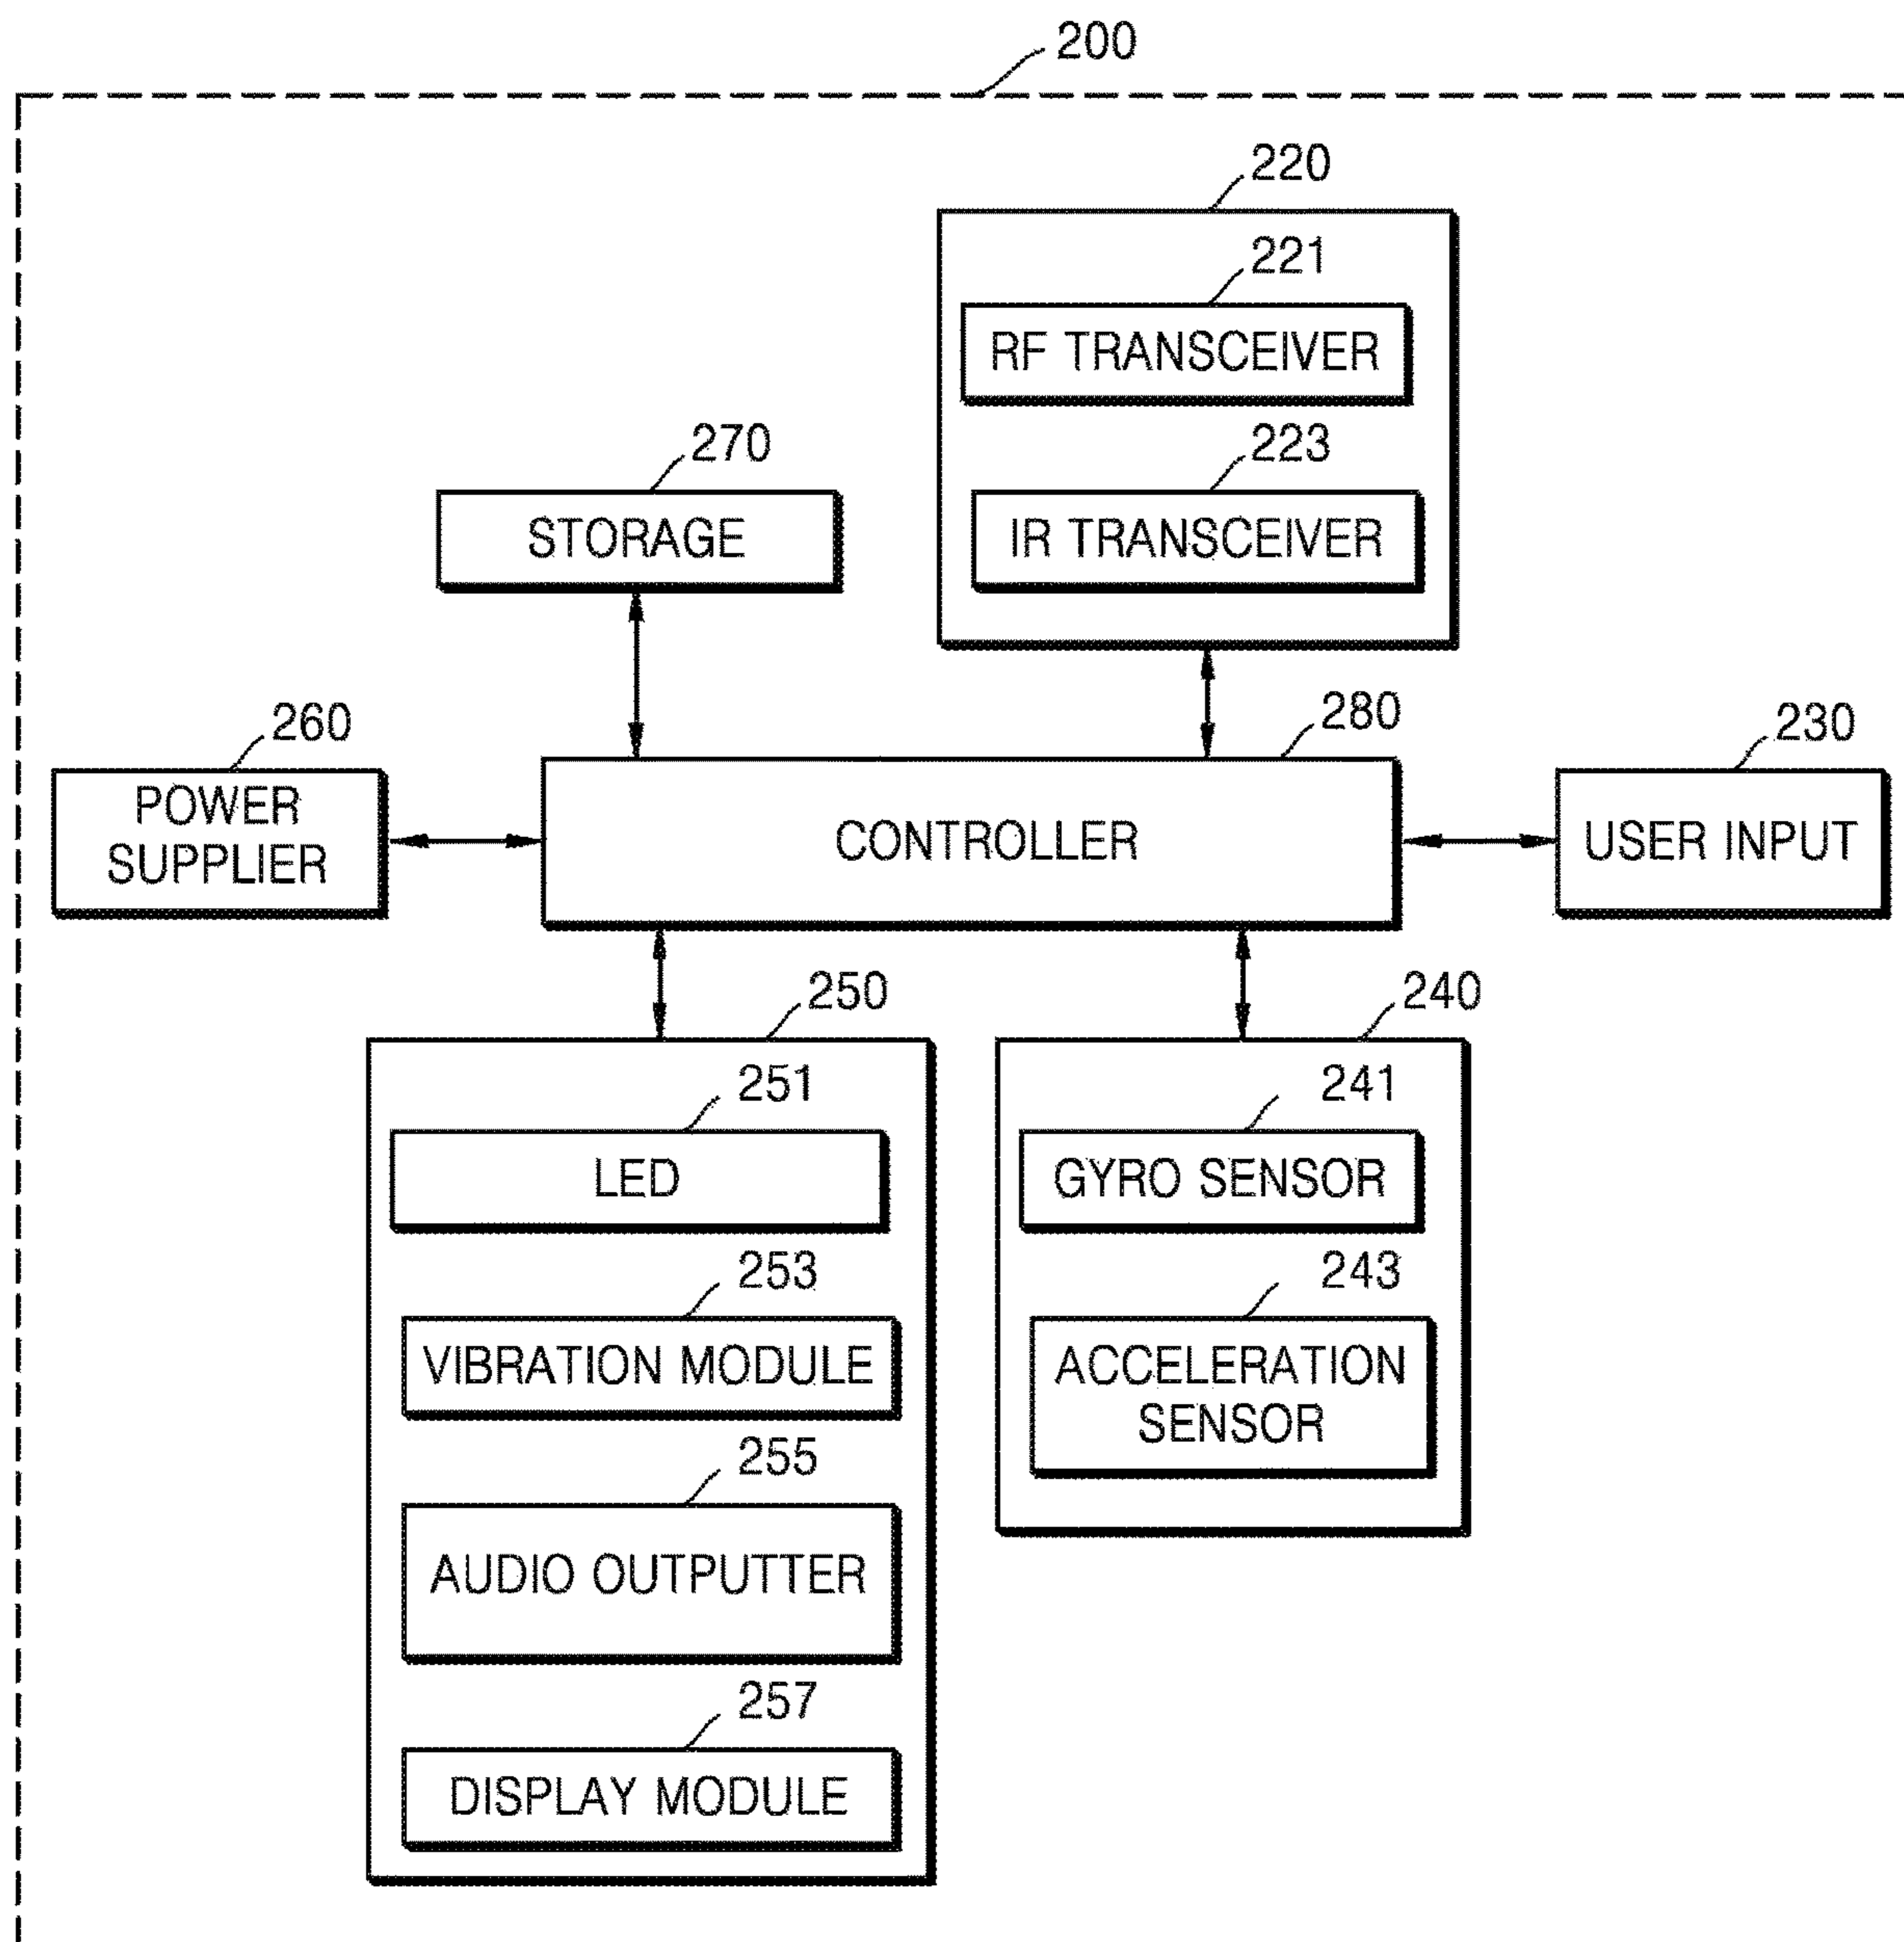 200
220
221
RF TRANSCEIVER
270
223
STORAGE
IR TRANSCEIVER
260
280
230
POWER
SUPPLIER
CONTROLLER
USER INPUT
250
240
251
241
LED
GYRO SENSOR
253
243
VIBRATION MODULE
ACCELERATION
SENSOR
255
AUDIO OUTPUTTER
257
DISPLAY MODULE